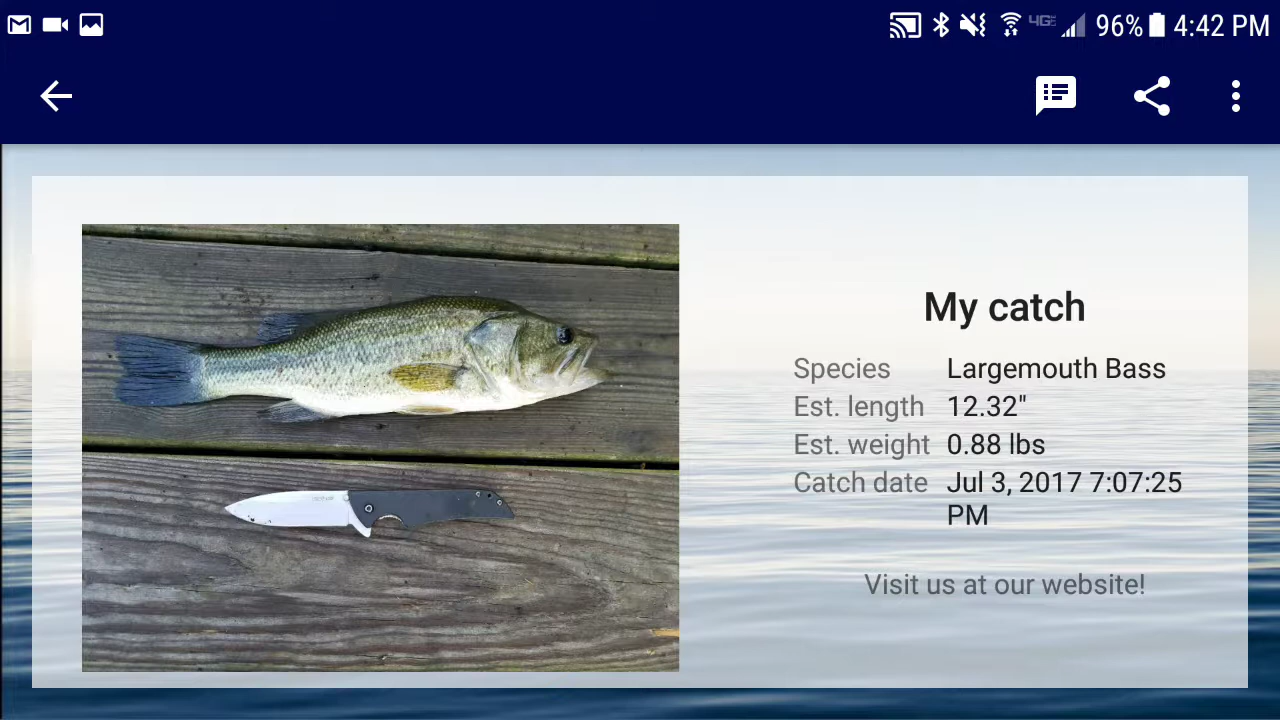 4G 96% 4:42 PM
My catch
Species Largemouth Bass
Est. length 12.32"
Est. weight 0.88 lbs
Catch date Jul 3, 2017 7:07:25
PM
Visit us at our website!